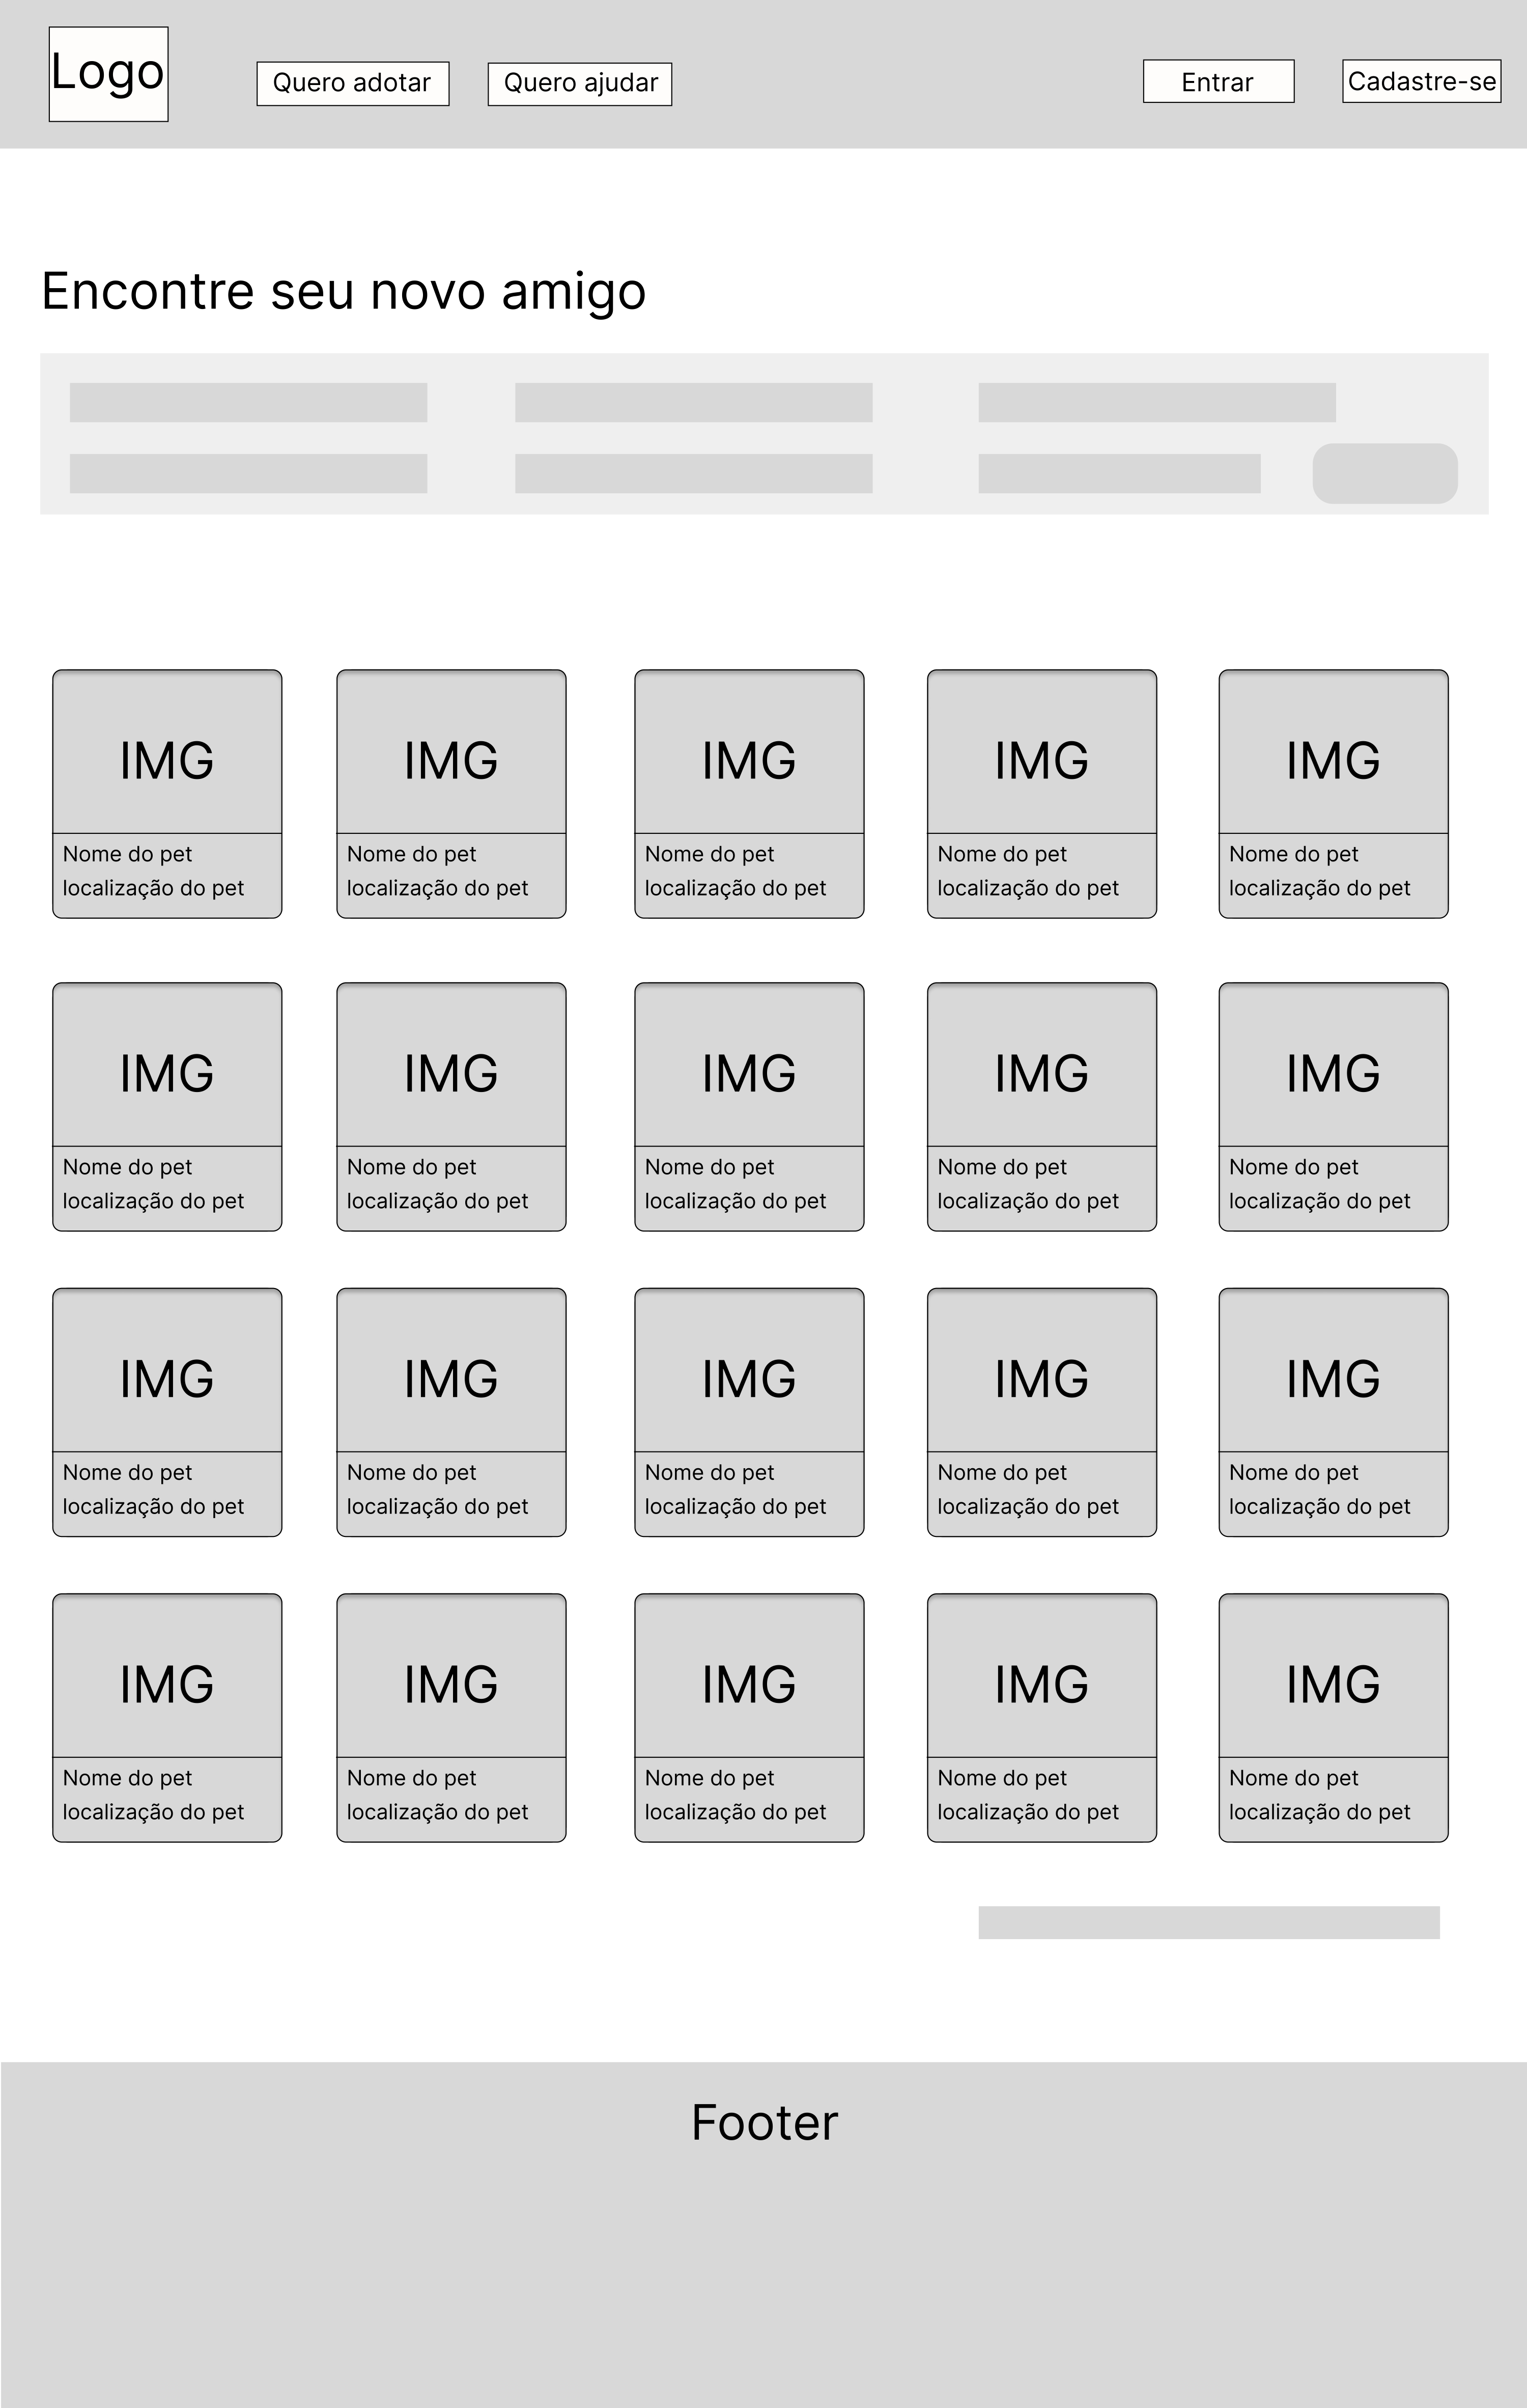 Logo
Quero adotar
Quero ajudar
Entrar
Cadastre-se
Encontre seu novo amigo
IMG
IMG
IMG
IMG
IMG
Nome do pet
Nome do pet
Nome do pet
Nome do pet
Nome do pet
localização do pet
localização do pet
localização do pet
localização do pet
localização do pet
IMG
IMG
IMG
IMG
IMG
Nome do pet
Nome do pet
Nome do pet
Nome do pet
Nome do pet
localização do pet
localização do pet
localização do pet
localização do pet
localização do pet
IMG
IMG
IMG
IMG
IMG
Nome do pet
Nome do pet
Nome do pet
Nome do pet
Nome do pet
localização do pet
localização do pet
localização do pet
localização do pet
localização do pet
IMG
IMG
IMG
IMG
IMG
Nome do pet
Nome do pet
Nome do pet
Nome do pet
Nome do pet
localização do pet
localização do pet
localização do pet
localização do pet
localização do pet
Footer